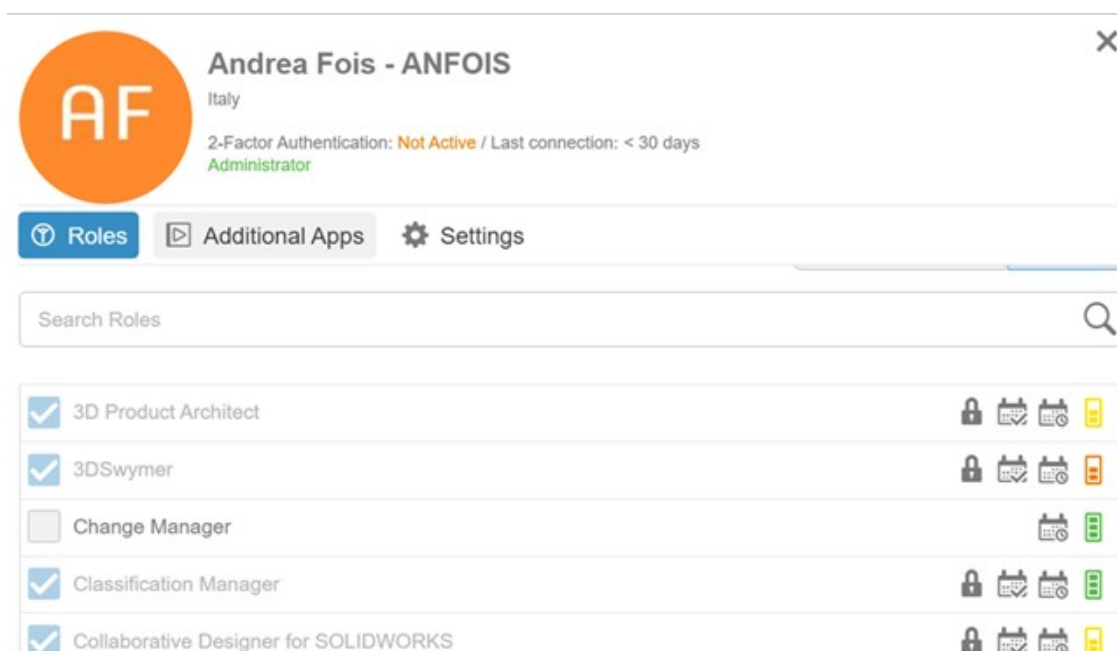 AF
Andrea Fois - ANFOIS
Italy
2-Factor Authentication: Not Active / Last connection: < 30 days
Administrator
Roles Additional Apps Settings
Search Roles
3D Product Architect
3DSwymer
Change Manager
Classification Manager
Collaborative Designer for SOLIDWORKS